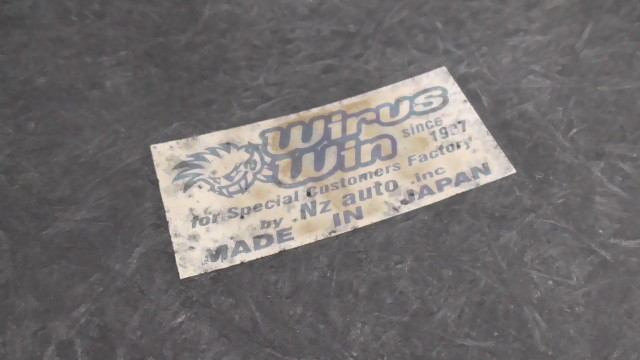 Wirus
Win
since
1997
for Special Customers Factory
by Nz auto inc
MADE IN JAPAN